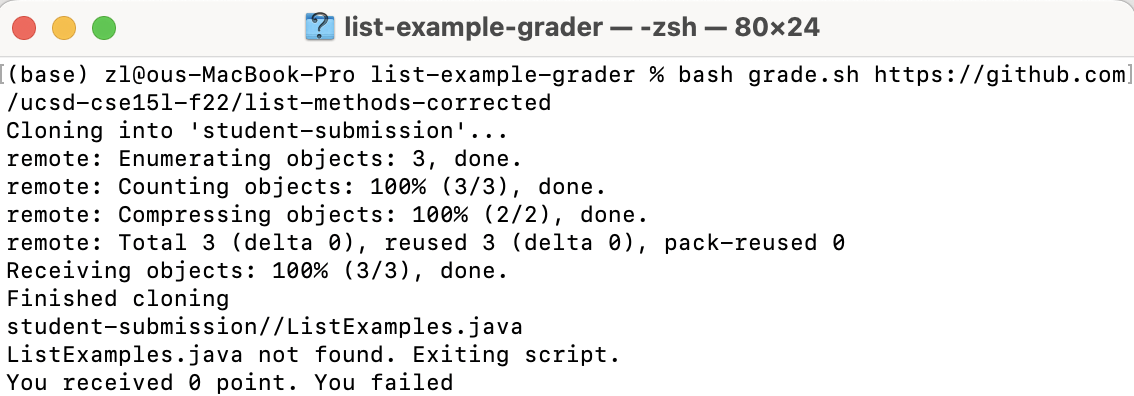 list-example-grader — -zsh — 80×24
(base) zl@ous-MacBook-Pro list-example-grader % bash grade.sh https://github.com
/ucsd-cse15l-f22/list-methods-corrected
Cloning into 'student-submission'...
remote: Enumerating objects: 3, done.
remote: Counting objects: 100% (3/3), done.
remote: Compressing objects: 100% (2/2), done.
remote: Total 3 (delta 0), reused 3 (delta 0), pack-reused 0
Receiving objects: 100% (3/3), done.
Finished cloning
student-submission//ListExamples.java
ListExamples.java not found. Exiting script.
You received 0 point. You failed